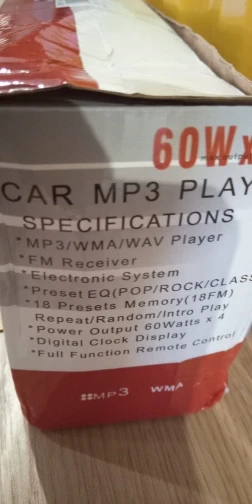 60Wx
CAR MP3 PLAY
SPECIFICATIONS
*MP3/WMA/WAV Player
*FM Receiver
*Electronic System
*Preset EQ(POP/ROCK/CLASS
*18 Presets Memory(18FM)
Repeat/Random/Intro Play
*Power Output 60Watts x 4
*Digital Clock Display
*Full Function Remote Control
MP3 WMA